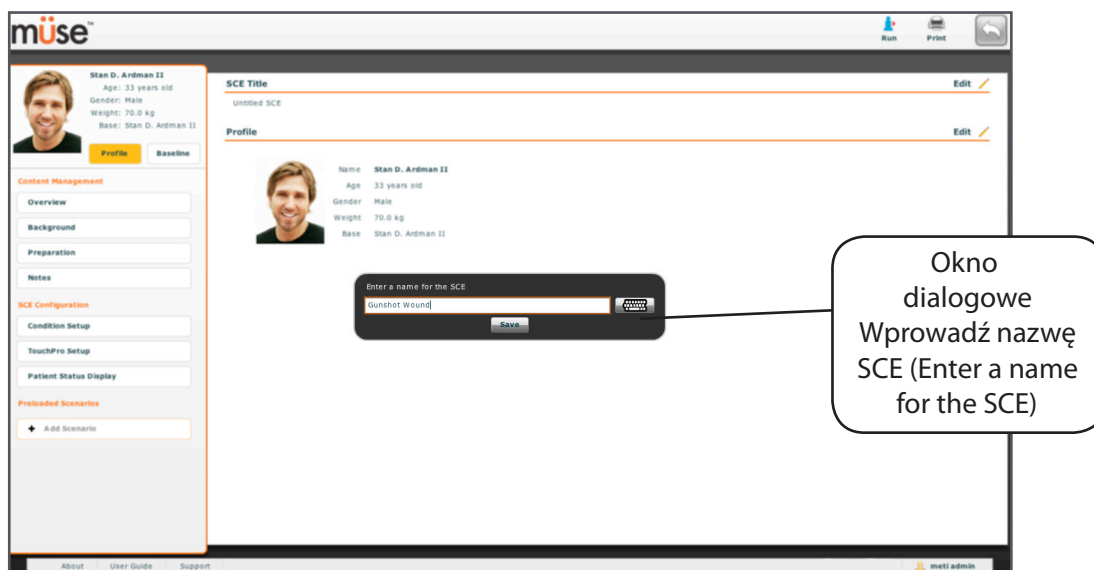 müse™
Run
Print
Stan D. Ardman II
Age: 33 years old
Gender: Male
Weight: 70.0 kg
Base: Stan D. Ardman II
Profile
Baseline
Content Management
Overview
Background
Preparation
Notes
SCE Configuration
Condition Setup
TouchPro Setup
Patient Status Display
Preloaded Scenarios
+ Add Scenario
SCE Title
Edit
Untitled SCE
Profile
Edit
Name Stan D. Ardman II
Age 33 years old
Gender Male
Weight 70.0 kg
Base Stan D. Ardman II
Enter a name for the SCE
Gunshot Wound
Save
Okno
dialogowe
Wprowadź nazwę
SCE (Enter a name
for the SCE)
About
User Guide
Support
meti admin